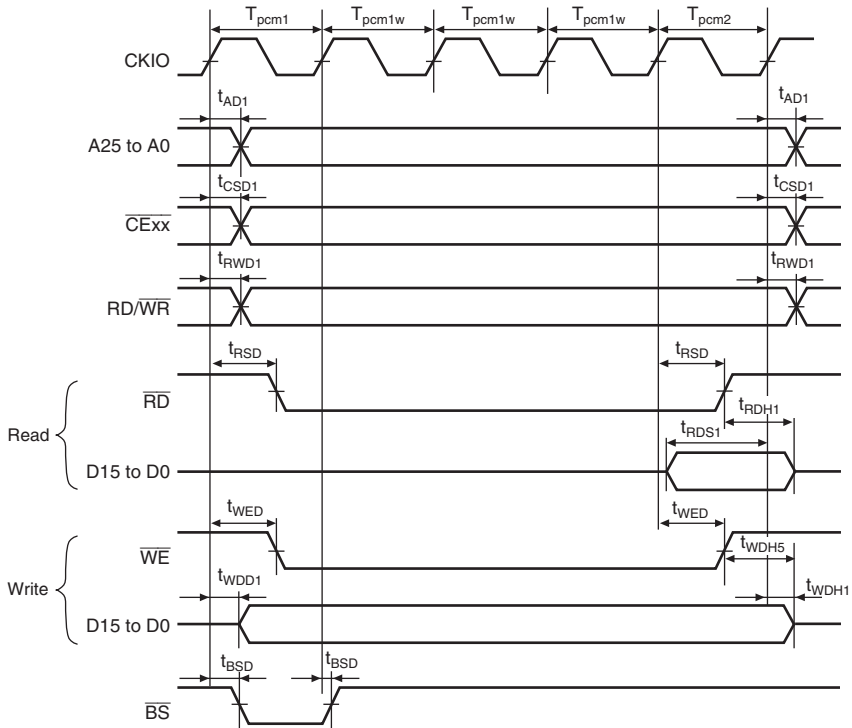 Tpcm1 Tpcm1w Tpcm1w Tpcm1w Tpcm2
CKIO
tAD1 tAD1
A25 to A0
tCSD1 tCSD1
CExx
tRWD1 tRWD1
RD/WR
tRSD tRSD
RD
tRDH1
Read
tRDS1
D15 to D0
tWED tWED
WE
tWDH5
Write
tWDD1 tWDH1
D15 to D0
tBSD tBSD
BS